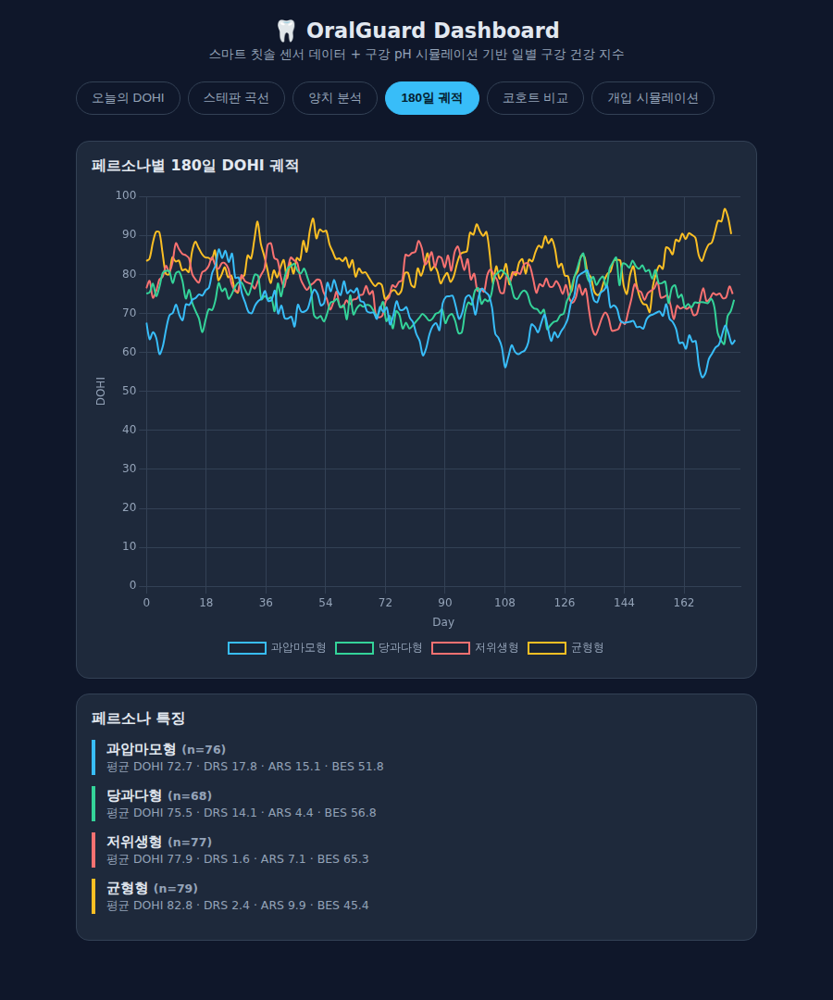 🦷 OralGuard Dashboard
스마트 칫솔 센서 데이터 + 구강 pH 시뮬레이션 기반 일별 구강 건강 지수
오늘의 DOHI 스테판 곡선 양치 분석 180일 궤적 코호트 비교 개입 시뮬레이션
페르소나별 180일 DOHI 궤적
100
90
80
70
60
50
40
30
20
10
0
DOHI
0 18 36 54 72 90 108 126 144 162
Day
과압마모형 당과다형 저위생형 균형형
페르소나 특징
과압마모형 (n=76)
평균 DOHI 72.7 · DRS 17.8 · ARS 15.1 · BES 51.8
당과다형 (n=68)
평균 DOHI 75.5 · DRS 14.1 · ARS 4.4 · BES 56.8
저위생형 (n=77)
평균 DOHI 77.9 · DRS 1.6 · ARS 7.1 · BES 65.3
균형형 (n=79)
평균 DOHI 82.8 · DRS 2.4 · ARS 9.9 · BES 45.4